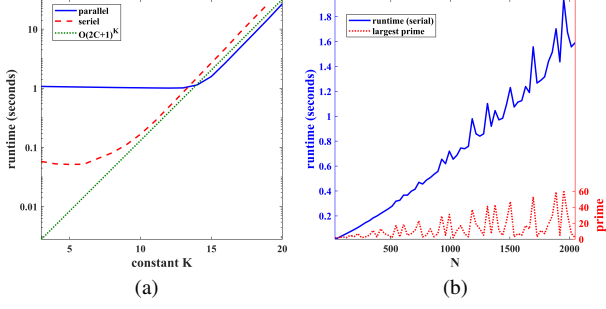 parallel
seriel
O(2C+1)^K
10
1
0.1
0.01
runtime (seconds)
5
10
15
20
constant K
(a)
runtime (serial)
largest prime
1.8
1.6
1.4
1.2
1
0.8
0.6
0.4
0.2
runtime (seconds)
500
1000
1500
2000
N
60
40
20
0
prime
(b)